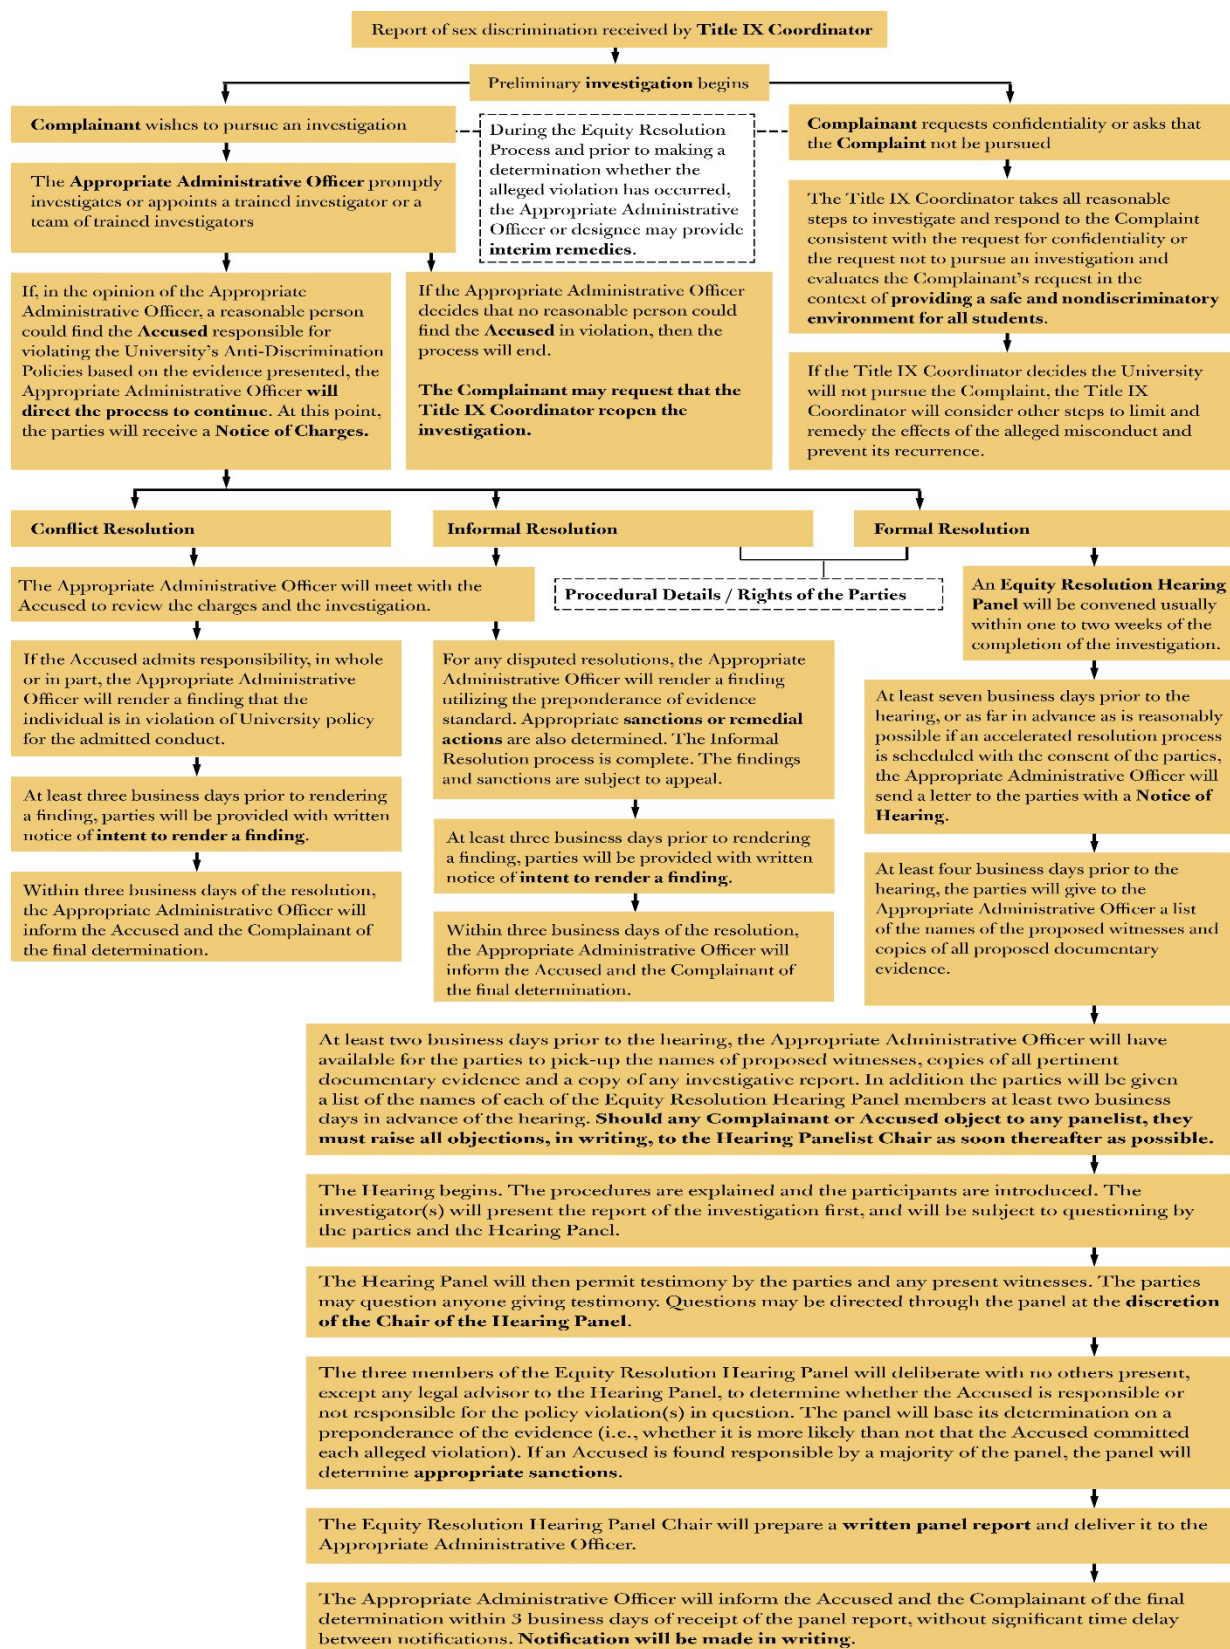 Report of sex discrimination received by Title IX Coordinator
Preliminary investigation begins
Complainant wishes to pursue an investigation
During the Equity Resolution
Process and prior to making a
determination whether the
alleged violation has occurred,
the Appropriate Administrative
Officer or designee may provide
interim remedies.
Complainant requests confidentiality or asks that
the Complaint not be pursued
The Appropriate Administrative Officer promptly
investigates or appoints a trained investigator or a
team of trained investigators
The Title IX Coordinator takes all reasonable
steps to investigate and respond to the Complaint
consistent with the request for confidentiality or
the request not to pursue an investigation and
evaluates the Complainant's request in the
context of providing a safe and nondiscriminatory
environment for all students.
If, in the opinion of the Appropriate
Administrative Officer, a reasonable person
could find the Accused responsible for
violating the University's Anti-Discrimination
Policies based on the evidence presented, the
Appropriate Administrative Officer will
direct the process to continue. At this point,
the parties will receive a Notice of Charges.
If the Appropriate Administrative Officer
decides that no reasonable person could
find the Accused in violation, then the
process will end.
The Complainant may request that the
Title IX Coordinator reopen the
investigation.
If the Title IX Coordinator decides the University
will not pursue the Complaint, the Title IX
Coordinator will consider other steps to limit and
remedy the effects of the alleged misconduct and
prevent its recurrence.
Conflict Resolution
Informal Resolution
Formal Resolution
The Appropriate Administrative Officer will meet with the
Accused to review the charges and the investigation.
Procedural Details / Rights of the Parties
An Equity Resolution Hearing
Panel will be convened usually
within one to two weeks of the
completion of the investigation.
If the Accused admits responsibility, in whole
or in part, the Appropriate Administrative
Officer will render a finding that the
individual is in violation of University policy
for the admitted conduct.
For any disputed resolutions, the Appropriate
Administrative Officer will render a finding
utilizing the preponderance of evidence
standard. Appropriate sanctions or remedial
actions are also determined. The Informal
Resolution process is complete. The findings
and sanctions are subject to appeal.
At least seven business days prior to the
hearing, or as far in advance as is reasonably
possible if an accelerated resolution process
is scheduled with the consent of the parties,
the Appropriate Administrative Officer will
send a letter to the parties with a Notice of
Hearing.
At least three business days prior to rendering
a finding, parties will be provided with written
notice of intent to render a finding.
At least three business days prior to rendering
a finding, parties will be provided with written
notice of intent to render a finding.
At least four business days prior to the
hearing, the parties will give to the
Appropriate Administrative Officer a list
of the names of the proposed witnesses and
copies of all proposed documentary
evidence.
Within three business days of the resolution,
the Appropriate Administrative Officer will
inform the Accused and the Complainant of
the final determination.
Within three business days of the resolution,
the Appropriate Administrative Officer will
inform the Accused and the Complainant of
the final determination.
At least two business days prior to the hearing, the Appropriate Administrative Officer will have
available for the parties to pick-up the names of proposed witnesses, copies of all pertinent
documentary evidence and a copy of any investigative report. In addition the parties will be given
a list of the names of each of the Equity Resolution Hearing Panel members at least two business
days in advance of the hearing. Should any Complainant or Accused object to any panelist, they
must raise all objections, in writing, to the Hearing Panelist Chair as soon thereafter as possible.
The Hearing begins. The procedures are explained and the participants are introduced. The
investigator(s) will present the report of the investigation first, and will be subject to questioning by
the parties and the Hearing Panel.
The Hearing Panel will then permit testimony by the parties and any present witnesses. The parties
may question anyone giving testimony. Questions may be directed through the panel at the discretion
of the Chair of the Hearing Panel.
The three members of the Equity Resolution Hearing Panel will deliberate with no others present,
except any legal advisor to the Hearing Panel, to determine whether the Accused is responsible or
not responsible for the policy violation(s) in question. The panel will base its determination on a
preponderance of the evidence (i.e., whether it is more likely than not that the Accused committed
each alleged violation). If an Accused is found responsible by a majority of the panel, the panel will
determine appropriate sanctions.
The Equity Resolution Hearing Panel Chair will prepare a written panel report and deliver it to the
Appropriate Administrative Officer.
The Appropriate Administrative Officer will inform the Accused and the Complainant of the final
determination within 3 business days of receipt of the panel report, without significant time delay
between notifications. Notification will be made in writing.